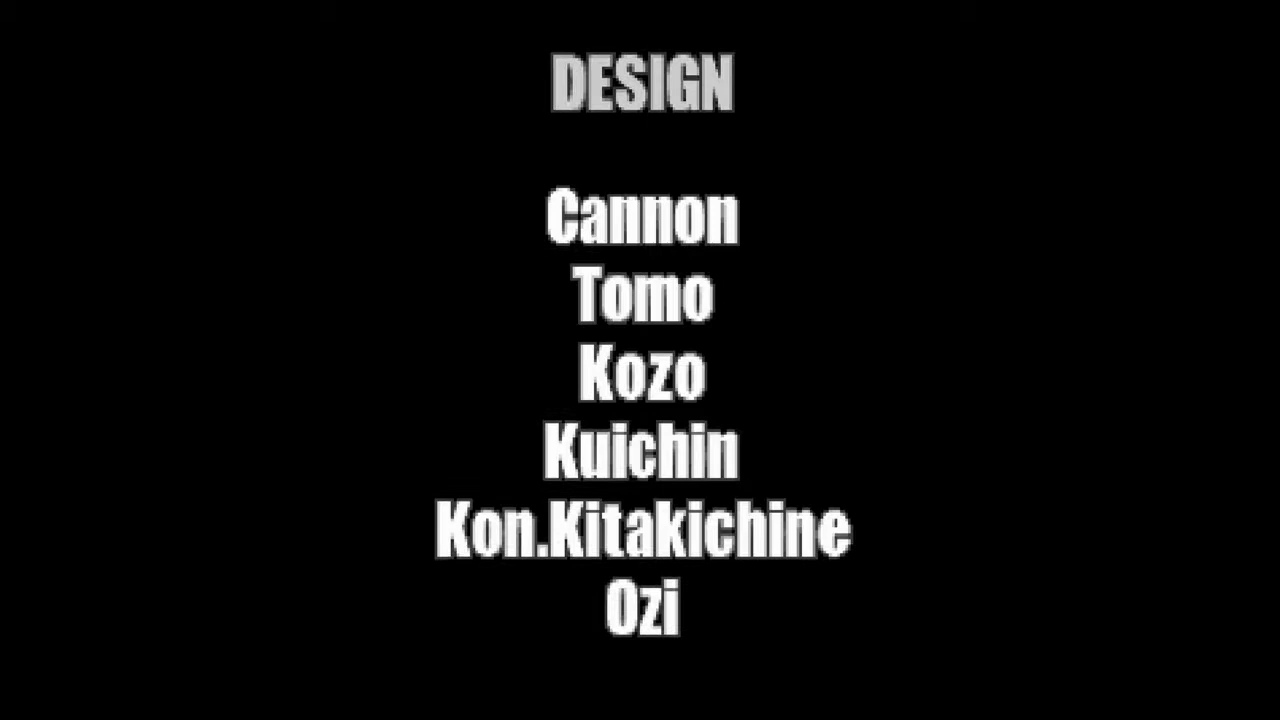 DESIGN
Cannon
Tomo
Kozo
Kuichin
Kon.Kitakichine
Ozi